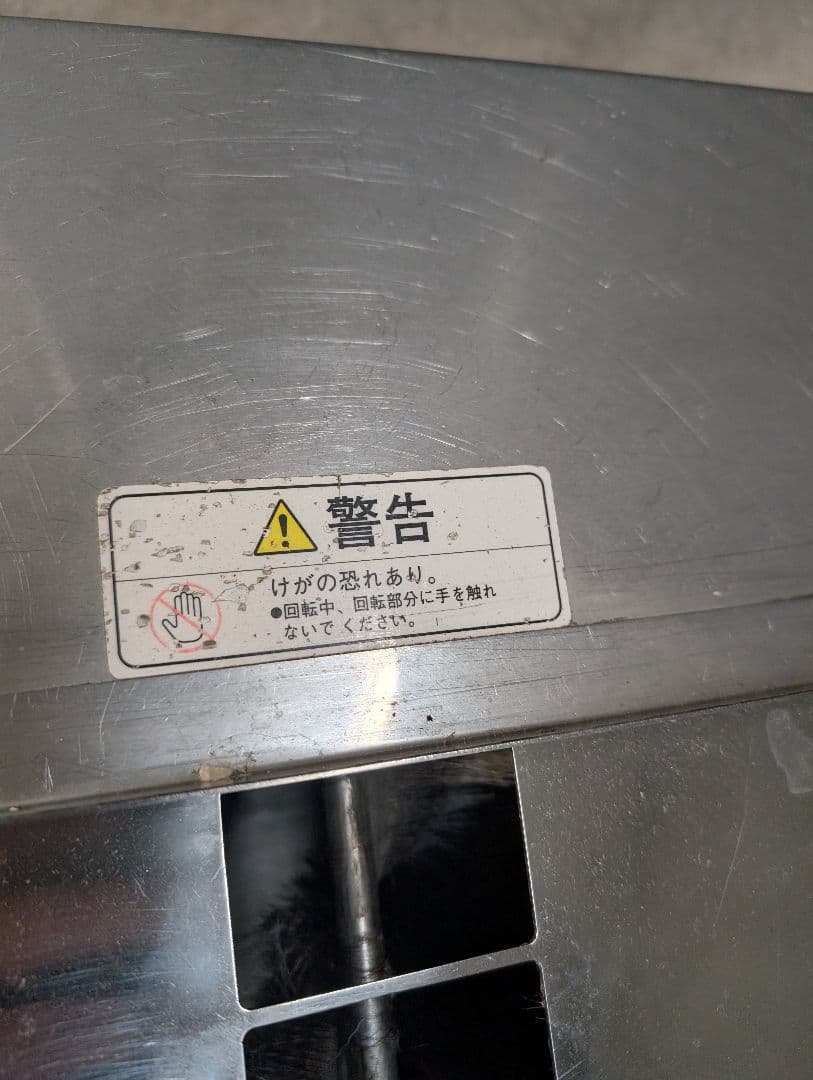 警告
けがの恐れあり。
●回転中、回転部分に手を触れ
ないでください。